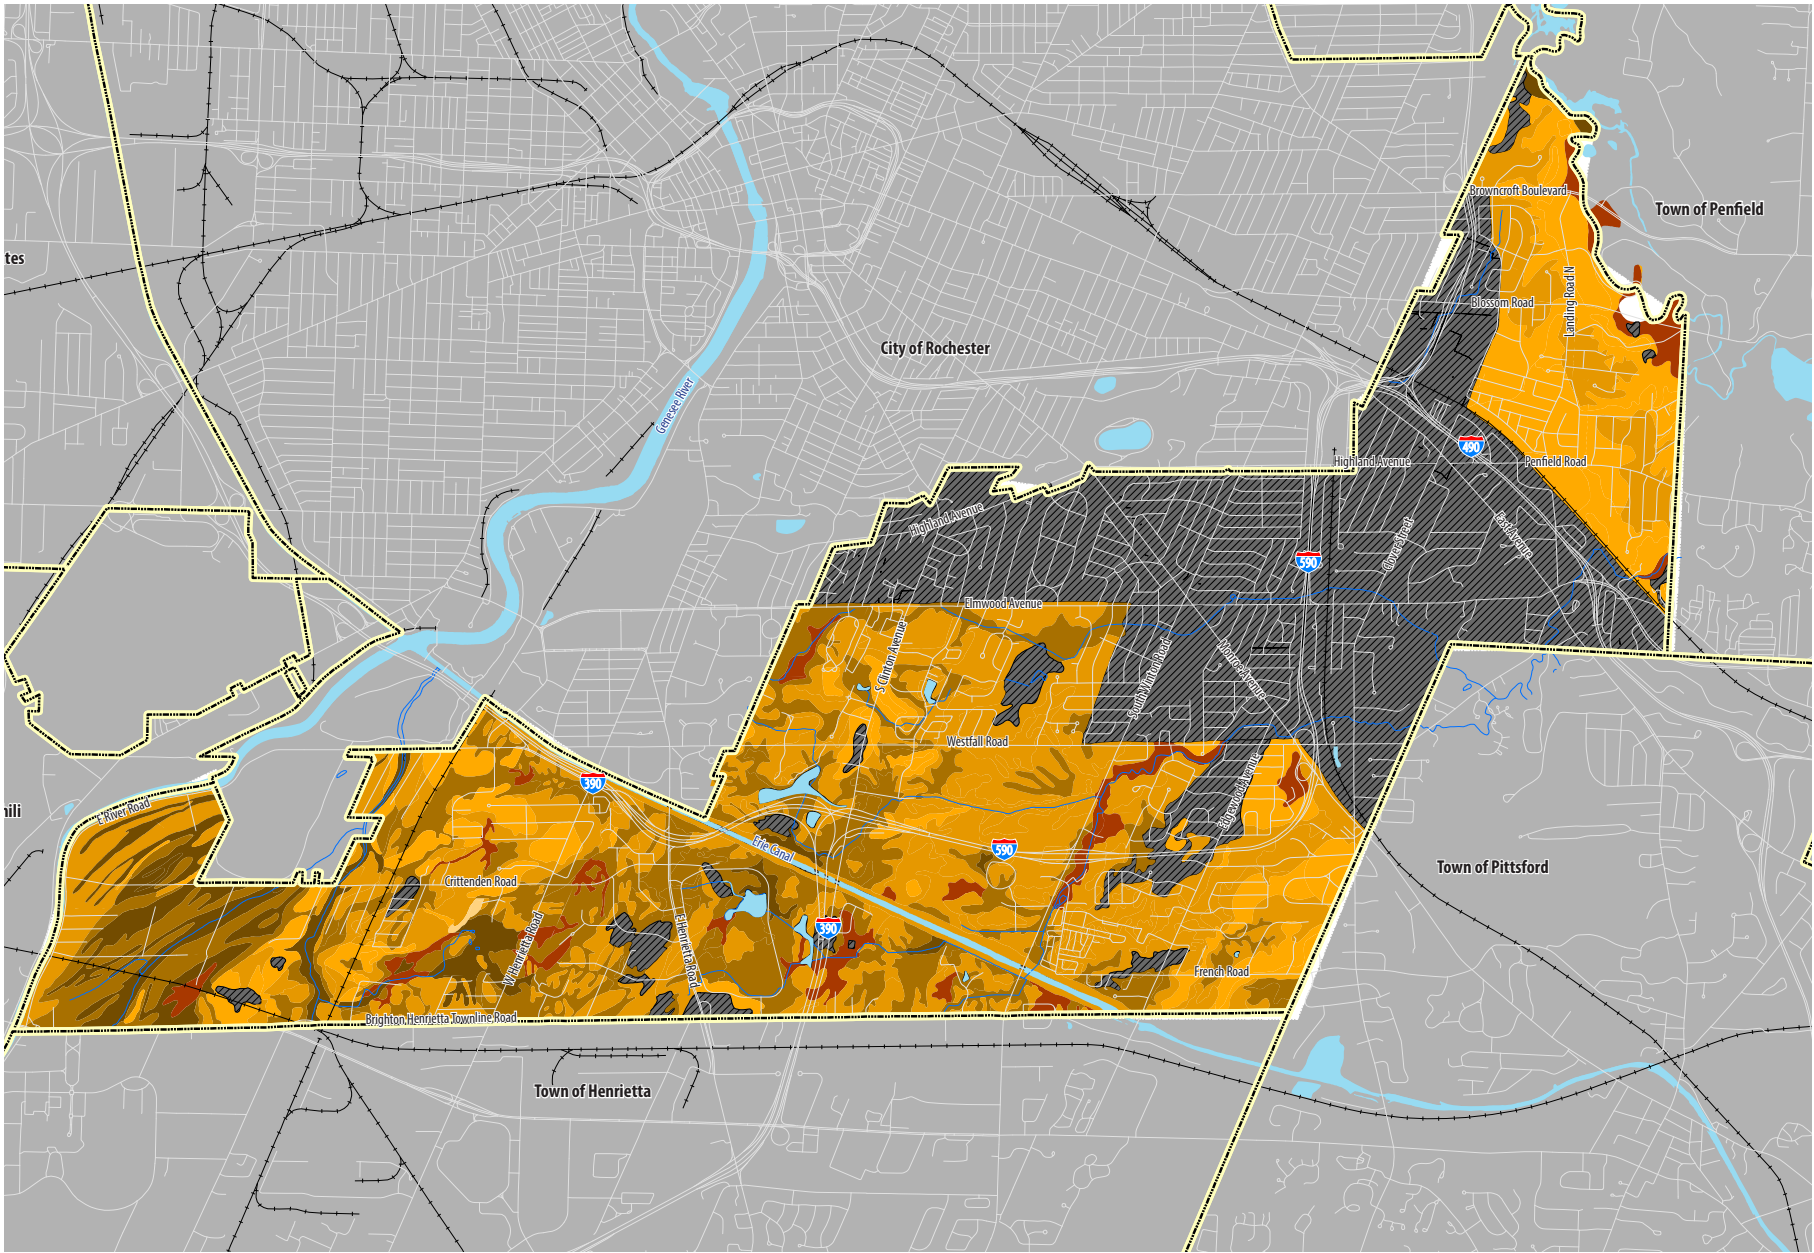 Browncroft Boulevard
Town of Penfield
tes
Blossom Road
Landing Road N
City of Rochester
Genesee River
490
Highland Avenue
Penfield Road
Highland Avenue
East Avenue
Clover Street
590
Elmwood Avenue
S Clinton Avenue
South Winton Road
Monroe Avenue
Westfall Road
390
Edgewood Avenue
E River Road
hili
Erie Canal
590
Town of Pittsford
Crittenden Road
W Henrietta Road
E Henrietta Road
390
French Road
Brighton Henrietta Townline Road
Town of Henrietta